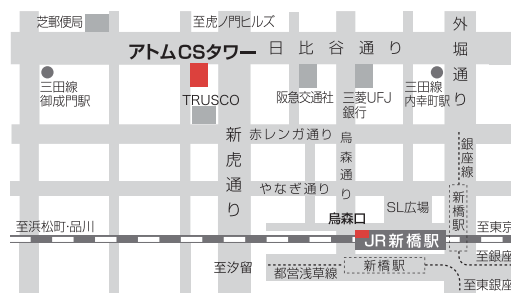 芝郵便局
至虎ノ門ヒルズ
アトムCSタワー
日比谷通り
外堀通り
三田線
御成門駅
TRUSCO
阪急交通社
三菱UFJ
銀行
三田線
内幸町駅
新虎通り
赤レンガ通り
烏森通り
銀座線
やなぎ通り
新橋駅
SL広場
烏森口
至浜松町・品川
JR新橋駅
至東京
至汐留
都営浅草線
新橋駅
至銀座
至東銀座